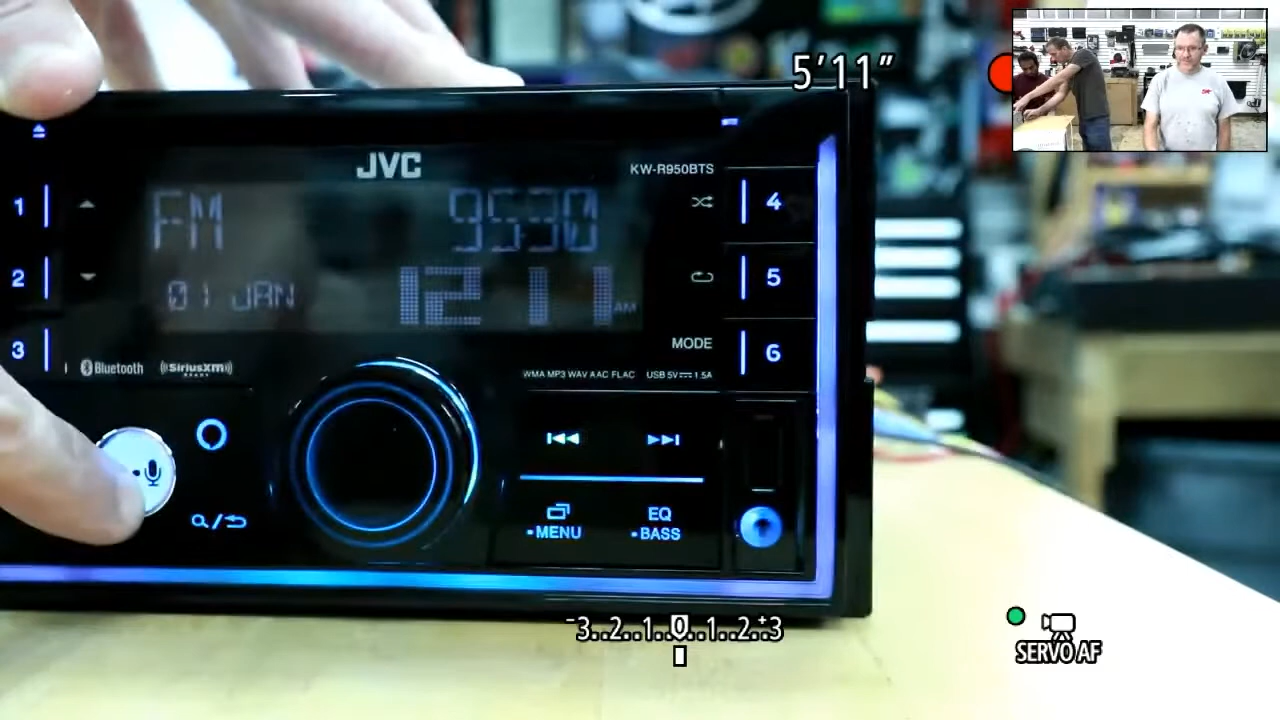 5'11"
JVC
KW-R950BTS
FM 9530
01 JAN 12 11 AM
1
2
3
4
5
6
MODE
Bluetooth
((SiriusXM))
READY
WMA MP3 WAV AAC FLAC USB 5V 1.5A
MENU
EQ
BASS
-3..2..1..0..1..2..+3
SERVO AF